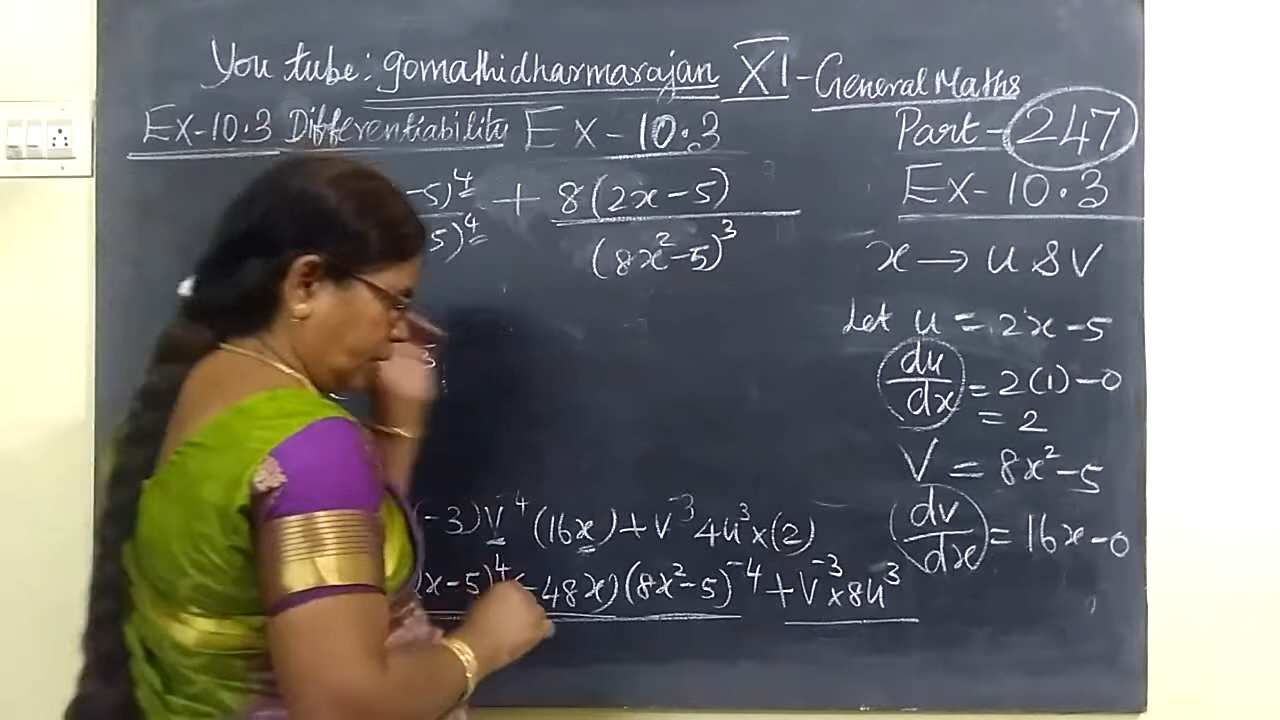 You tube: gomathidharmarajan XI - General Maths
Ex-10.3 Differentiability Ex-10.3
Part - 247
Ex-10.3
-5)⁴ + 8(2x-5)
5)⁴ (8x²-5)³
x → u & v
Let u = 2x-5
du/dx = 2(1)-0
= 2
V = 8x²-5
dv/dx = 16x-0
(-3)V⁻⁴(16x) + V⁻³ 4u³×(2)
(x-5)⁴(-48x)(8x²-5)⁻⁴ + V⁻³×8u³